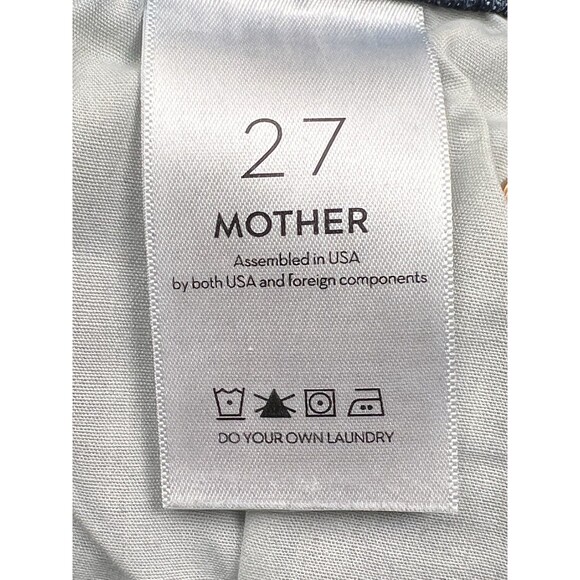 27
MOTHER
Assembled in USA
by both USA and foreign components
DO YOUR OWN LAUNDRY